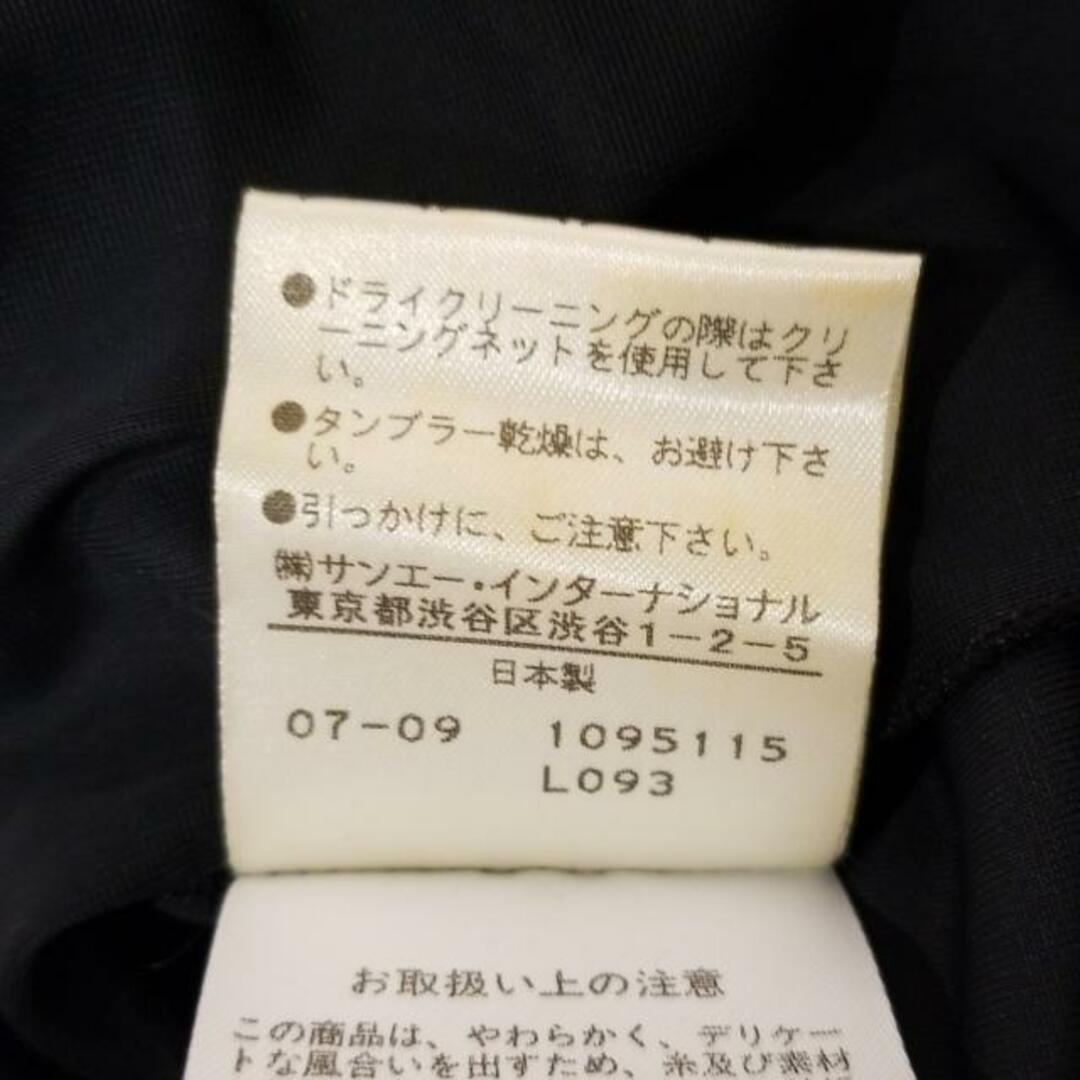 ●ドライクリーニングの際はクリ
ーニングネットを使用して下さ
い。
●タンブラー乾燥は、お避け下さ
い。
●引っかけに、ご注意下さい。
㈱サンエー・インターナショナル
東京都渋谷区渋谷1-2-5
日本製
07-09 1095115
L093
お取扱い上の注意
この商品は、やわらかく、デリケー
トな風合いを出すため、糸及び素材